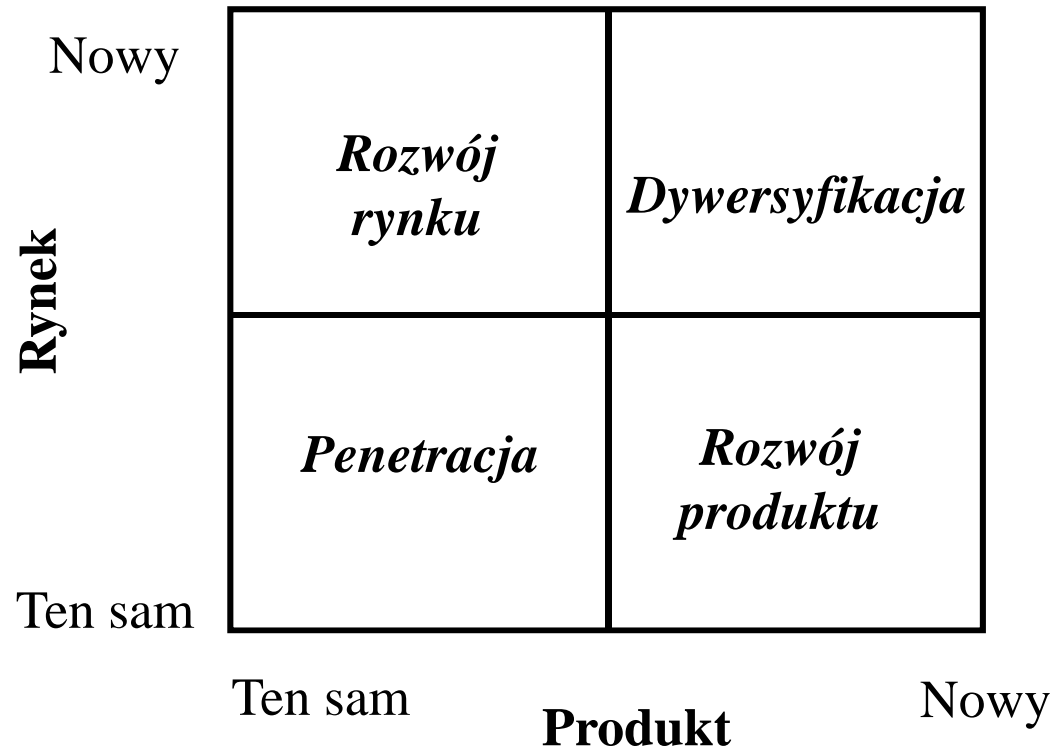 Nowy
Rozwój
rynku
Dywersyfikacja
Rynek
Penetracja
Rozwój
produktu
Ten sam
Ten sam
Produkt
Nowy